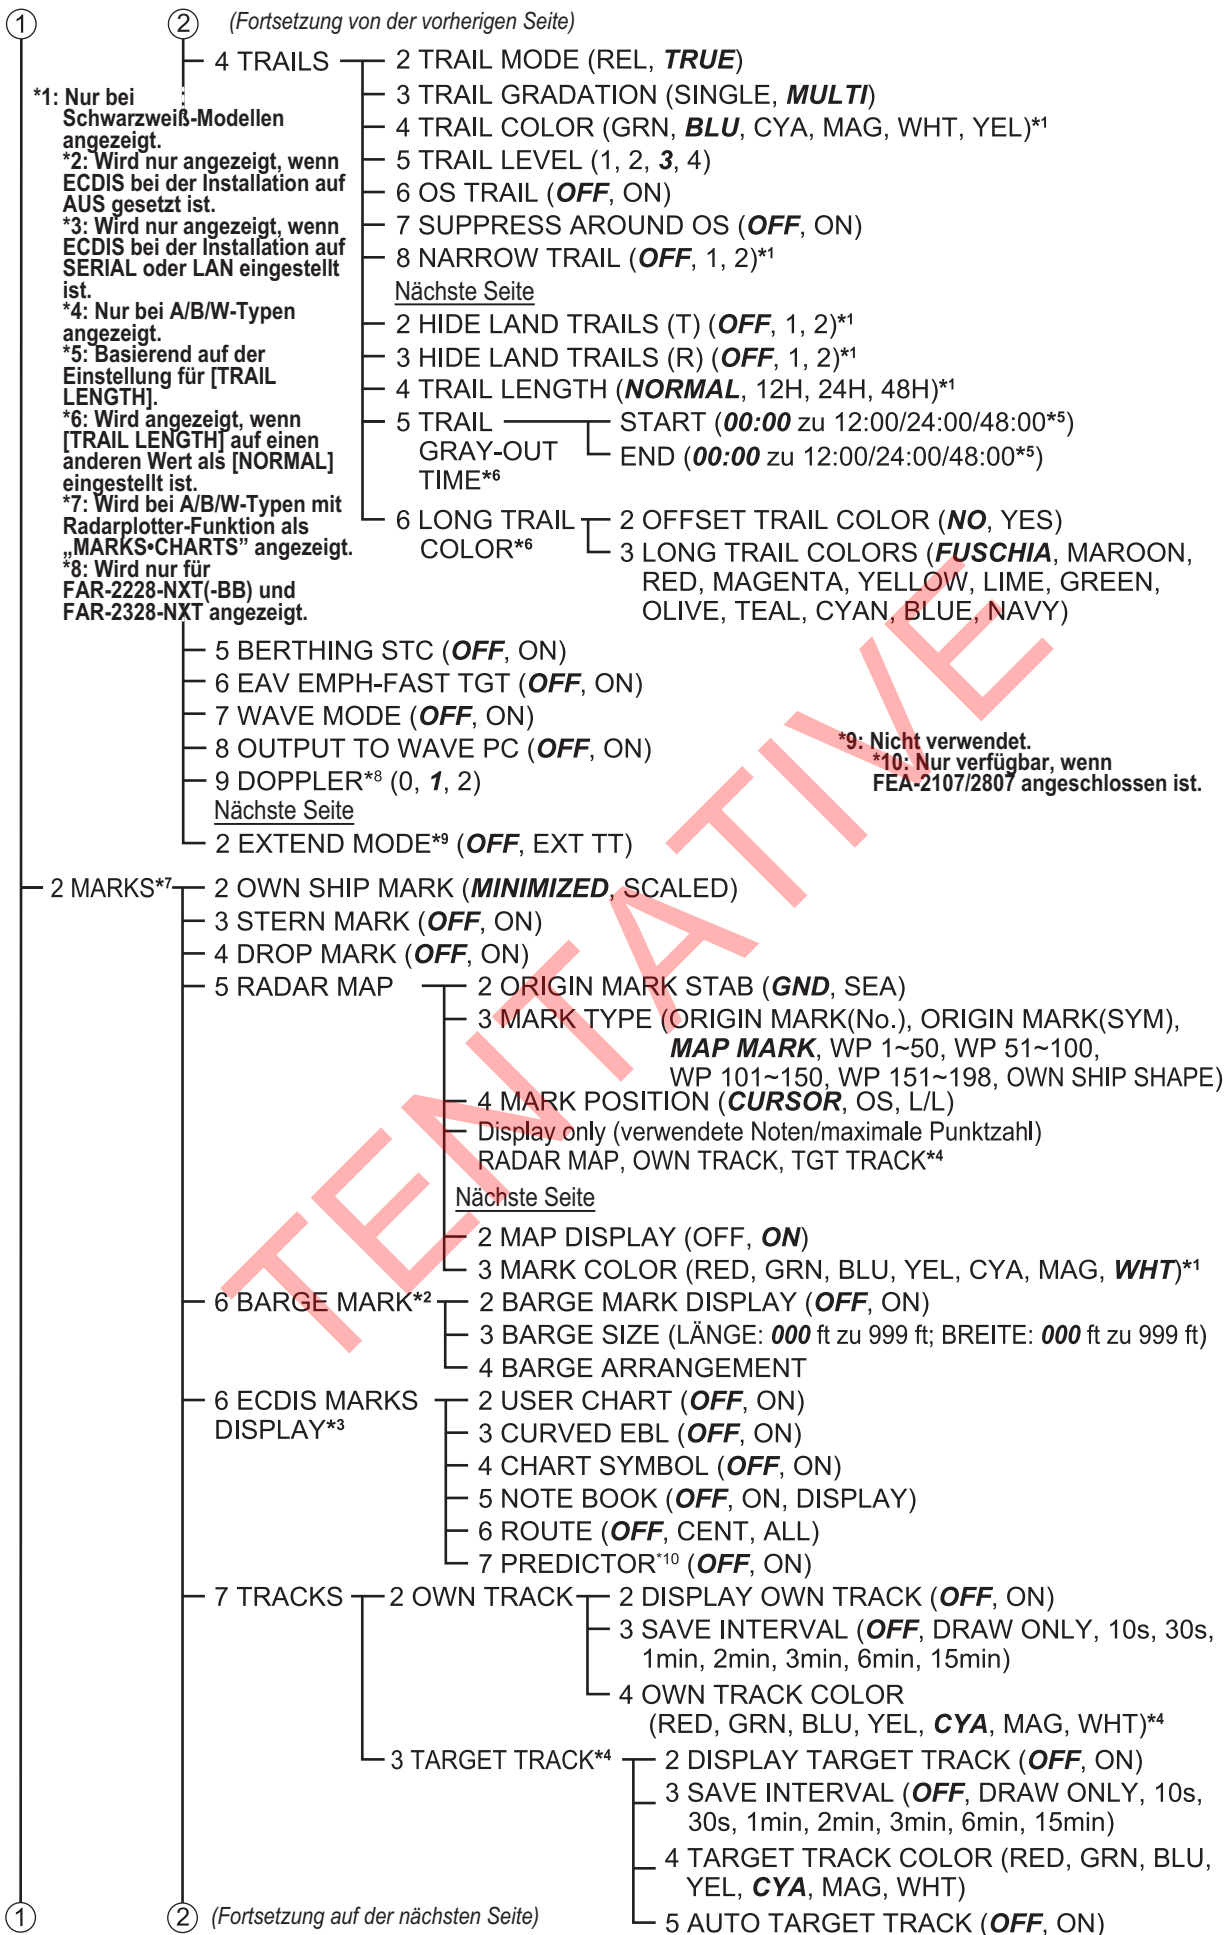 ① ② (Fortsetzung von der vorherigen Seite)
4 TRAILS
2 TRAIL MODE (REL, TRUE)
3 TRAIL GRADATION (SINGLE, MULTI)
4 TRAIL COLOR (GRN, BLU, CYA, MAG, WHT, YEL)*1
5 TRAIL LEVEL (1, 2, 3, 4)
6 OS TRAIL (OFF, ON)
7 SUPPRESS AROUND OS (OFF, ON)
8 NARROW TRAIL (OFF, 1, 2)*1
Nächste Seite
2 HIDE LAND TRAILS (T) (OFF, 1, 2)*1
3 HIDE LAND TRAILS (R) (OFF, 1, 2)*1
4 TRAIL LENGTH (NORMAL, 12H, 24H, 48H)*1
5 TRAIL
GRAY-OUT
TIME*6
START (00:00 zu 12:00/24:00/48:00*5)
END (00:00 zu 12:00/24:00/48:00*5)
6 LONG TRAIL
COLOR*6
2 OFFSET TRAIL COLOR (NO, YES)
3 LONG TRAIL COLORS (FUSCHIA, MAROON,
RED, MAGENTA, YELLOW, LIME, GREEN,
OLIVE, TEAL, CYAN, BLUE, NAVY)
*1: Nur bei
Schwarzweiß-Modellen
angezeigt.
*2: Wird nur angezeigt, wenn
ECDIS bei der Installation auf
AUS gesetzt ist.
*3: Wird nur angezeigt, wenn
ECDIS bei der Installation auf
SERIAL oder LAN eingestellt
ist.
*4: Nur bei A/B/W-Typen
angezeigt.
*5: Basierend auf der
Einstellung für [TRAIL
LENGTH].
*6: Wird angezeigt, wenn
[TRAIL LENGTH] auf einen
anderen Wert als [NORMAL]
eingestellt ist.
*7: Wird bei A/B/W-Typen mit
Radarplotter-Funktion als
„MARKS•CHARTS” angezeigt.
*8: Wird nur für
FAR-2228-NXT(-BB) und
FAR-2328-NXT angezeigt.
5 BERTHING STC (OFF, ON)
6 EAV EMPH-FAST TGT (OFF, ON)
7 WAVE MODE (OFF, ON)
8 OUTPUT TO WAVE PC (OFF, ON)
9 DOPPLER*8 (0, 1, 2)
Nächste Seite
2 EXTEND MODE*9 (OFF, EXT TT)
*9: Nicht verwendet.
*10: Nur verfügbar, wenn
FEA-2107/2807 angeschlossen ist.
2 MARKS*7
2 OWN SHIP MARK (MINIMIZED, SCALED)
3 STERN MARK (OFF, ON)
4 DROP MARK (OFF, ON)
5 RADAR MAP
2 ORIGIN MARK STAB (GND, SEA)
3 MARK TYPE (ORIGIN MARK(No.), ORIGIN MARK(SYM),
MAP MARK, WP 1~50, WP 51~100,
WP 101~150, WP 151~198, OWN SHIP SHAPE)
4 MARK POSITION (CURSOR, OS, L/L)
Display only (verwendete Noten/maximale Punktzahl)
RADAR MAP, OWN TRACK, TGT TRACK*4
Nächste Seite
2 MAP DISPLAY (OFF, ON)
3 MARK COLOR (RED, GRN, BLU, YEL, CYA, MAG, WHT)*1
6 BARGE MARK*2
2 BARGE MARK DISPLAY (OFF, ON)
3 BARGE SIZE (LÄNGE: 000 ft zu 999 ft; BREITE: 000 ft zu 999 ft)
4 BARGE ARRANGEMENT
6 ECDIS MARKS
DISPLAY*3
2 USER CHART (OFF, ON)
3 CURVED EBL (OFF, ON)
4 CHART SYMBOL (OFF, ON)
5 NOTE BOOK (OFF, ON, DISPLAY)
6 ROUTE (OFF, CENT, ALL)
7 PREDICTOR*10 (OFF, ON)
7 TRACKS
2 OWN TRACK
2 DISPLAY OWN TRACK (OFF, ON)
3 SAVE INTERVAL (OFF, DRAW ONLY, 10s, 30s,
1min, 2min, 3min, 6min, 15min)
4 OWN TRACK COLOR
(RED, GRN, BLU, YEL, CYA, MAG, WHT)*4
3 TARGET TRACK*4
2 DISPLAY TARGET TRACK (OFF, ON)
3 SAVE INTERVAL (OFF, DRAW ONLY, 10s,
30s, 1min, 2min, 3min, 6min, 15min)
4 TARGET TRACK COLOR (RED, GRN, BLU,
YEL, CYA, MAG, WHT)
5 AUTO TARGET TRACK (OFF, ON)
① ② (Fortsetzung auf der nächsten Seite)
TENTATIVE